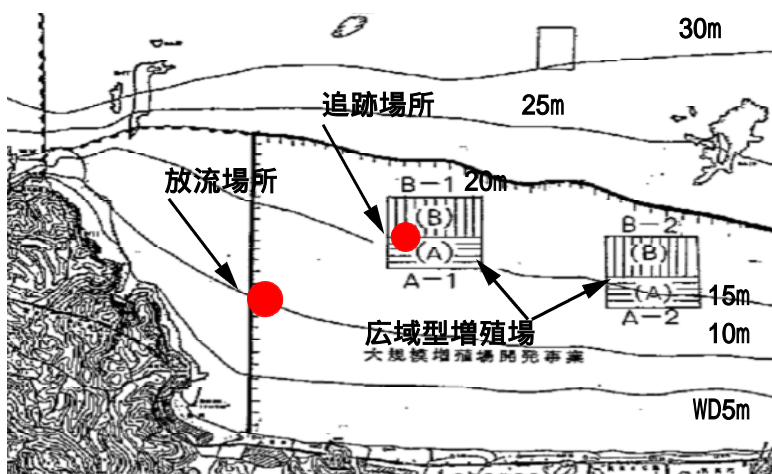 30m
25m
追跡場所
放流場所
20m
B-1
(B)
(A)
A-1
B-2
(B)
(A)
A-2
15m
広域型増殖場
10m
大規模増殖場開発事業
WD5m